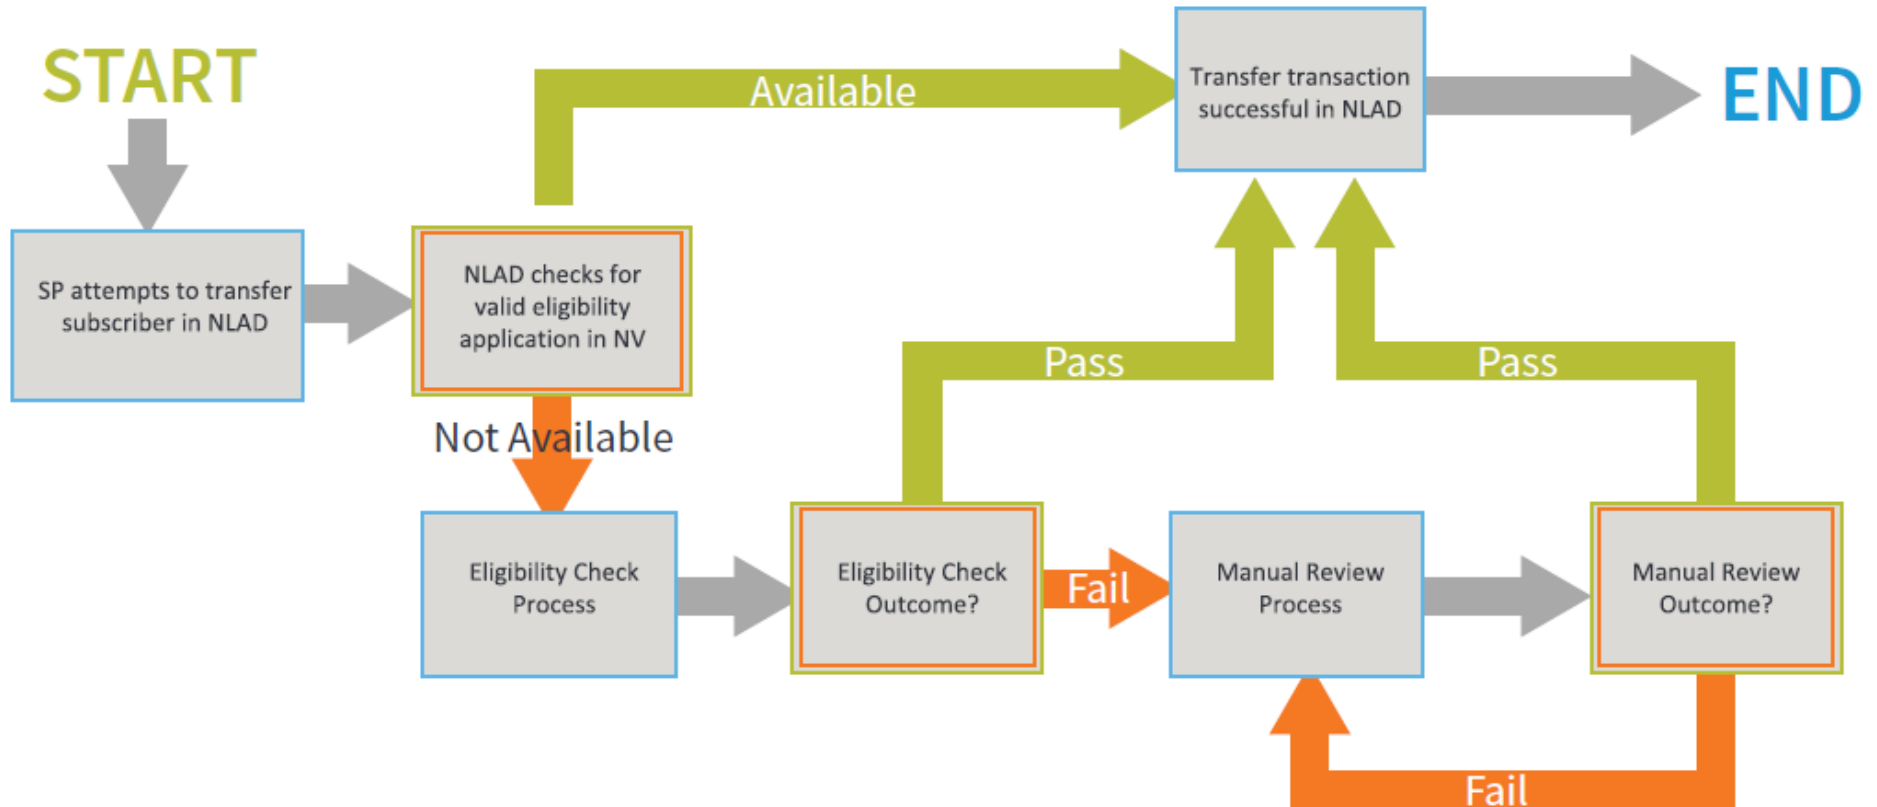 START
SP attempts to transfer
subscriber in NLAD
NLAD checks for
valid eligibility
application in NV
Available
Transfer transaction
successful in NLAD
END
Not Available
Eligibility Check
Process
Eligibility Check
Outcome?
Pass
Fail
Manual Review
Process
Manual Review
Outcome?
Pass
Fail